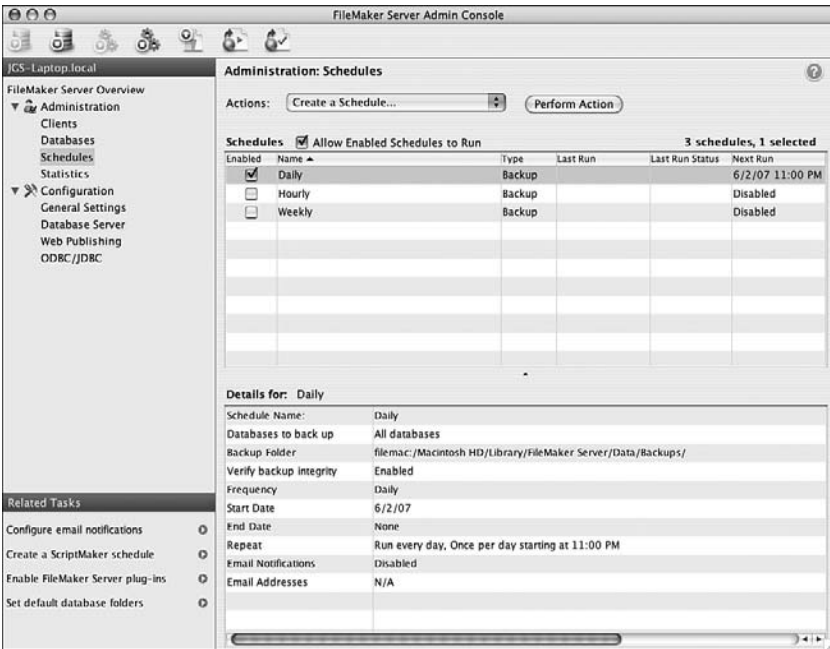 FileMaker Server Admin Console
JGS-Laptop.local
FileMaker Server Overview
Administration
Clients
Databases
Schedules
Statistics
Configuration
General Settings
Database Server
Web Publishing
ODBC/JDBC
Related Tasks
Configure email notifications
Create a ScriptMaker schedule
Enable FileMaker Server plug-ins
Set default database folders
Administration: Schedules
Actions: Create a Schedule... Perform Action
Schedules Allow Enabled Schedules to Run 3 schedules, 1 selected
Enabled Name Type Last Run Last Run Status Next Run
Daily Backup 6/2/07 11:00 PM
Hourly Backup Disabled
Weekly Backup Disabled
Details for: Daily
Schedule Name: Daily
Databases to back up All databases
Backup Folder filemac:/Macintosh HD/Library/FileMaker Server/Data/Backups/
Verify backup integrity Enabled
Frequency Daily
Start Date 6/2/07
End Date None
Repeat Run every day, Once per day starting at 11:00 PM
Email Notifications Disabled
Email Addresses N/A